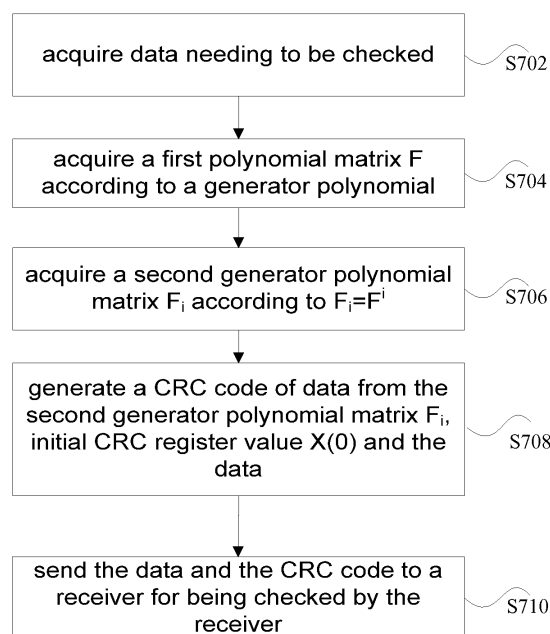 acquire data needing to be checked
S702
acquire a first polynomial matrix F
according to a generator polynomial
S704
acquire a second generator polynomial
matrix Fᵢ according to Fᵢ=Fⁱ
S706
generate a CRC code of data from the
second generator polynomial matrix Fᵢ,
initial CRC register value X(0) and the
data
S708
send the data and the CRC code to a
receiver for being checked by the
receiver
S710